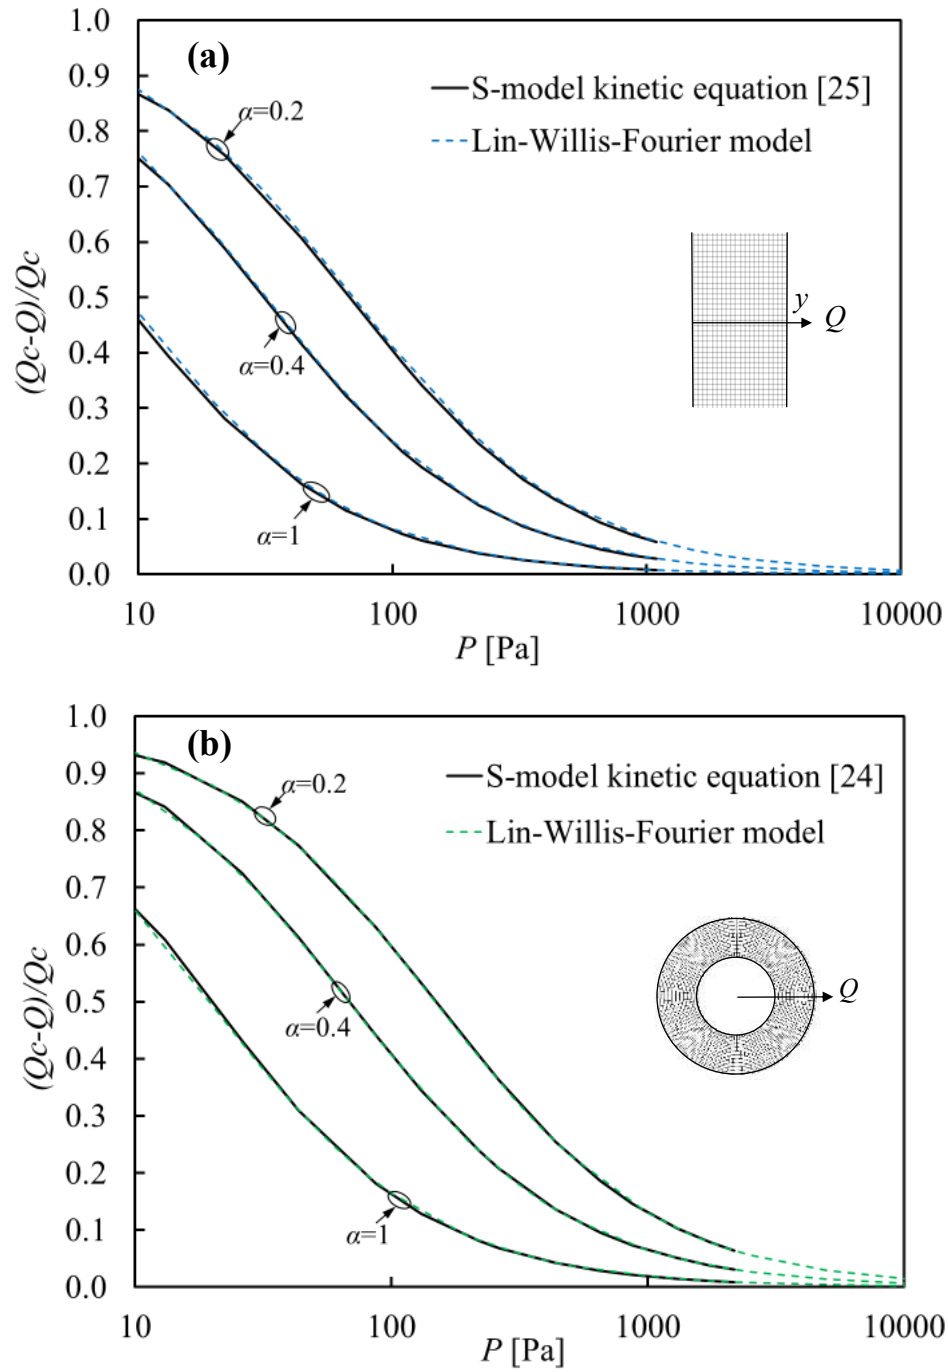 (a)
S-model kinetic equation [25]
Lin-Willis-Fourier model
α=0.2
α=0.4
α=1
y
Q
(Qc-Q)/Qc
1.0
0.9
0.8
0.7
0.6
0.5
0.4
0.3
0.2
0.1
0.0
10
100
1000
10000
P [Pa]
(b)
S-model kinetic equation [24]
Lin-Willis-Fourier model
α=0.2
α=0.4
α=1
Q
(Qc-Q)/Qc
1.0
0.9
0.8
0.7
0.6
0.5
0.4
0.3
0.2
0.1
0.0
10
100
1000
10000
P [Pa]